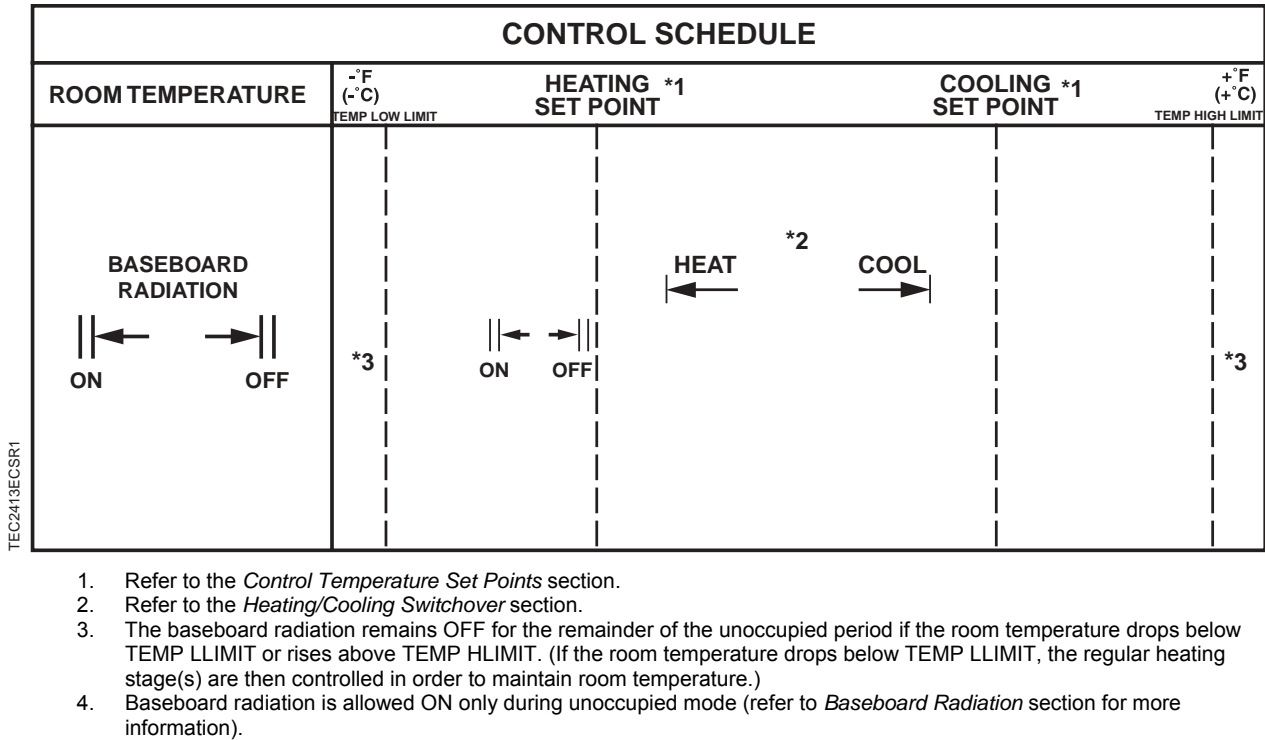 CONTROL SCHEDULE
ROOM TEMPERATURE
-°F
(-°C)
TEMP LOW LIMIT
HEATING *1
SET POINT
COOLING *1
SET POINT
+°F
(+°C)
TEMP HIGH LIMIT
*2
BASEBOARD
RADIATION
HEAT
COOL
*3
ON
OFF
ON
OFF
*3
TEC2413ECSR1
1. Refer to the Control Temperature Set Points section.
2. Refer to the Heating/Cooling Switchover section.
3. The baseboard radiation remains OFF for the remainder of the unoccupied period if the room temperature drops below
TEMP LLIMIT or rises above TEMP HLIMIT. (If the room temperature drops below TEMP LLIMIT, the regular heating
stage(s) are then controlled in order to maintain room temperature.)
4. Baseboard radiation is allowed ON only during unoccupied mode (refer to Baseboard Radiation section for more
information).